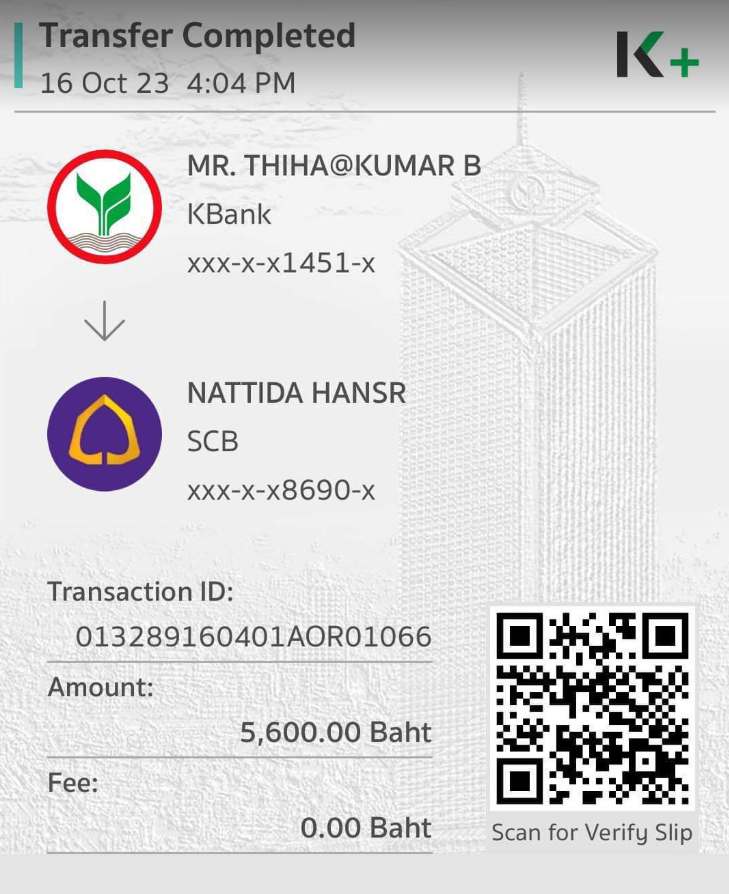 Transfer Completed
16 Oct 23 4:04 PM
K+
MR. THIHA@KUMAR B
KBank
xxx-x-x1451-x
NATTIDA HANSR
SCB
xxx-x-x8690-x
Transaction ID:
013289160401AOR01066
Amount:
5,600.00 Baht
Fee:
0.00 Baht
Scan for Verify Slip